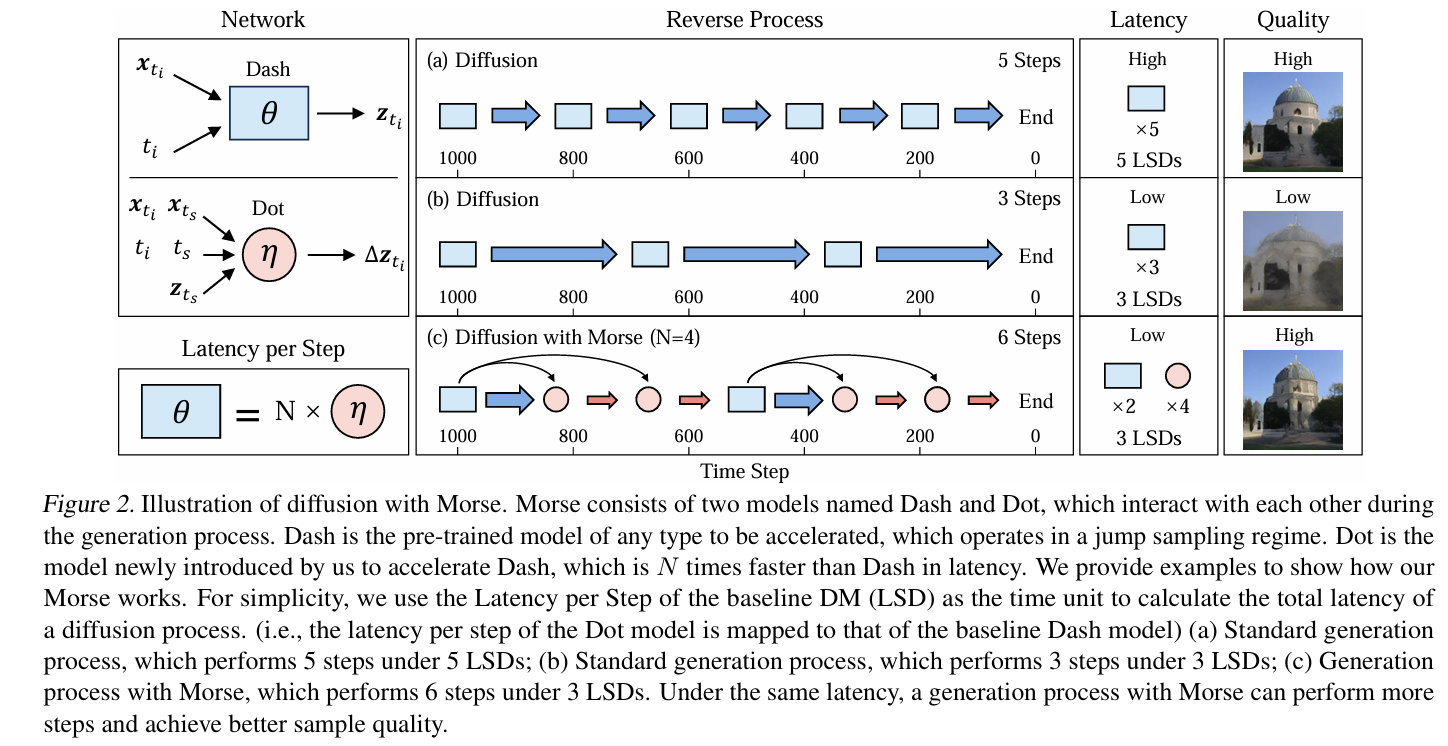 Network
Reverse Process
Latency
Quality
x_{t_i}
Dash
θ
z_{t_i}
t_i
(a) Diffusion
5 Steps
End
1000 800 600 400 200 0
High
×5
5 LSDs
High
x_{t_i} x_{t_s}
Dot
t_i t_s
η
Δz_{t_i}
z_{t_s}
(b) Diffusion
3 Steps
End
1000 800 600 400 200 0
Low
×3
3 LSDs
Low
Latency per Step
θ = N × η
(c) Diffusion with Morse (N=4)
6 Steps
End
1000 800 600 400 200 0
Time Step
Low
×2 ×4
3 LSDs
High
Figure 2. Illustration of diffusion with Morse. Morse consists of two models named Dash and Dot, which interact with each other during
the generation process. Dash is the pre-trained model of any type to be accelerated, which operates in a jump sampling regime. Dot is the
model newly introduced by us to accelerate Dash, which is N times faster than Dash in latency. We provide examples to show how our
Morse works. For simplicity, we use the Latency per Step of the baseline DM (LSD) as the time unit to calculate the total latency of
a diffusion process. (i.e., the latency per step of the Dot model is mapped to that of the baseline Dash model) (a) Standard generation
process, which performs 5 steps under 5 LSDs; (b) Standard generation process, which performs 3 steps under 3 LSDs; (c) Generation
process with Morse, which performs 6 steps under 3 LSDs. Under the same latency, a generation process with Morse can perform more
steps and achieve better sample quality.